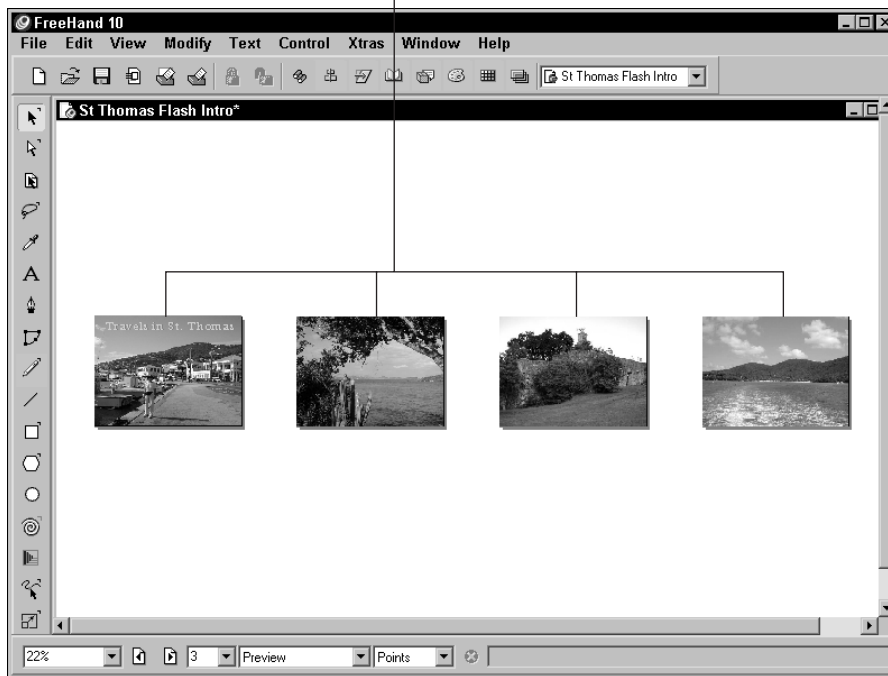 FreeHand 10
File Edit View Modify Text Control Xtras Window Help
St Thomas Flash Intro
St Thomas Flash Intro*
A
Travels in St. Thomas
22%
3
Preview
Points